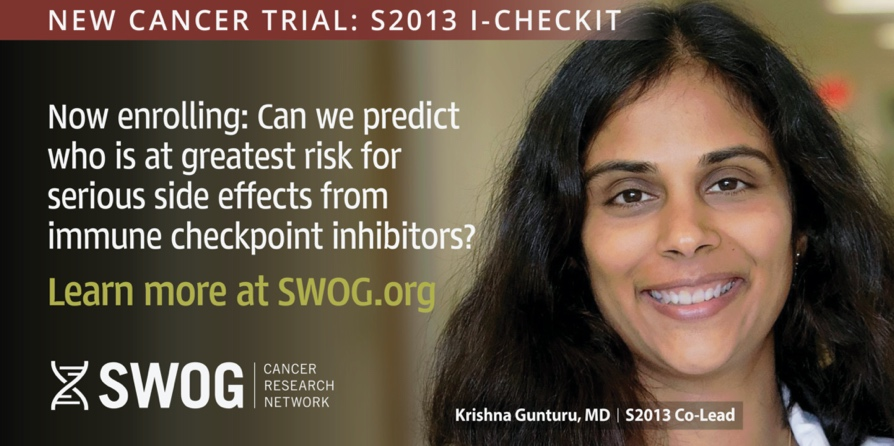 NEW CANCER TRIAL: S2013 I-CHECKIT
Now enrolling: Can we predict
who is at greatest risk for
serious side effects from
immune checkpoint inhibitors?
Learn more at SWOG.org
SWOG
CANCER
RESEARCH
NETWORK
Krishna Gunturu, MD | S2013 Co-Lead